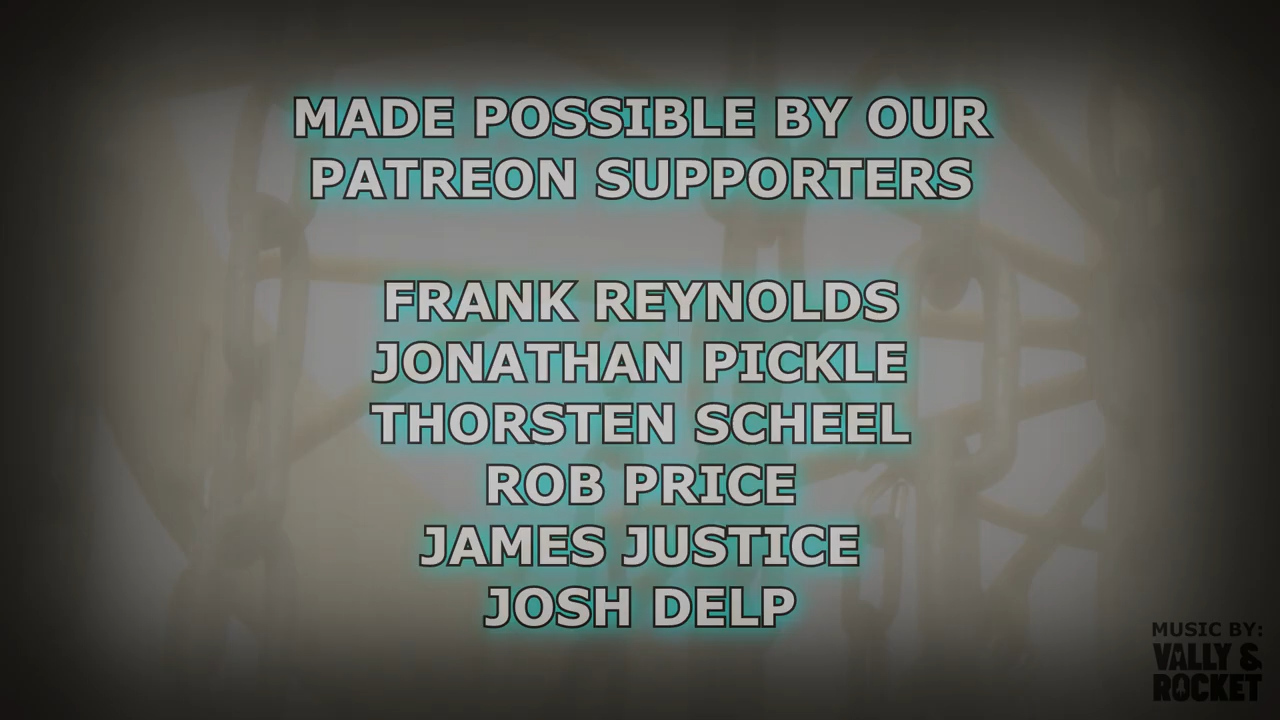 MADE POSSIBLE BY OUR
PATREON SUPPORTERS
FRANK REYNOLDS
JONATHAN PICKLE
THORSTEN SCHEEL
ROB PRICE
JAMES JUSTICE
JOSH DELP
MUSIC BY:
VALLY &
ROCKET